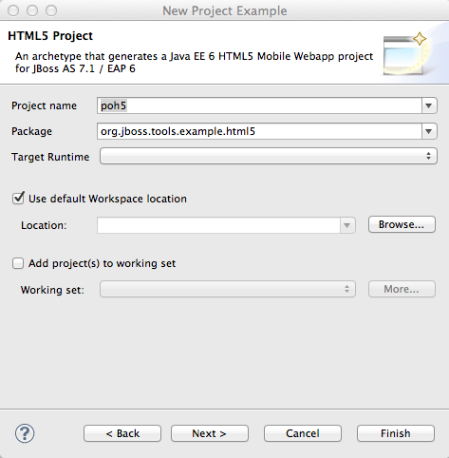 New Project Example
HTML5 Project
An archetype that generates a Java EE 6 HTML5 Mobile Webapp project
for JBoss AS 7.1 / EAP 6
Project name poh5
Package org.jboss.tools.example.html5
Target Runtime
Use default Workspace location
Location: Browse...
Add project(s) to working set
Working set: More...
? < Back Next > Cancel Finish